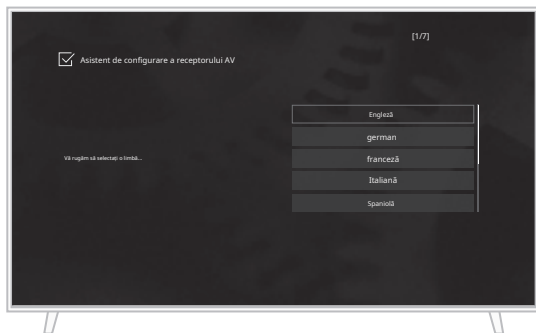 [1/7]
Asistent de configurare a receptorului AV
Engleză
german
Vă rugăm să selectați o limbă...
franceză
Italiană
Spaniolă